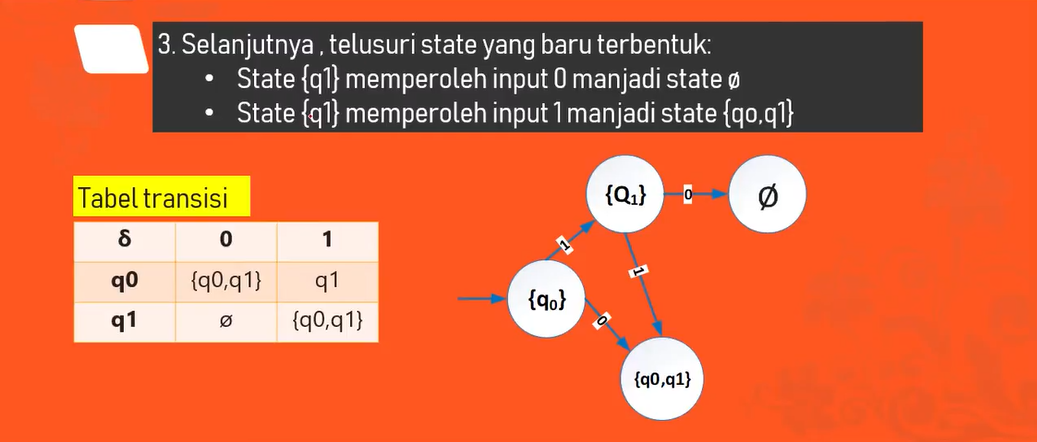 3. Selanjutnya , telusuri state yang baru terbentuk:
• State {q1} memperoleh input 0 manjadi state ø
• State {q1} memperoleh input 1 manjadi state {qo,q1}
Tabel transisi
δ 0 1
q0 {q0,q1} q1
q1 ø {q0,q1}
{Q₁} 0 Ø
1
1
{q₀}
0
{q0,q1}